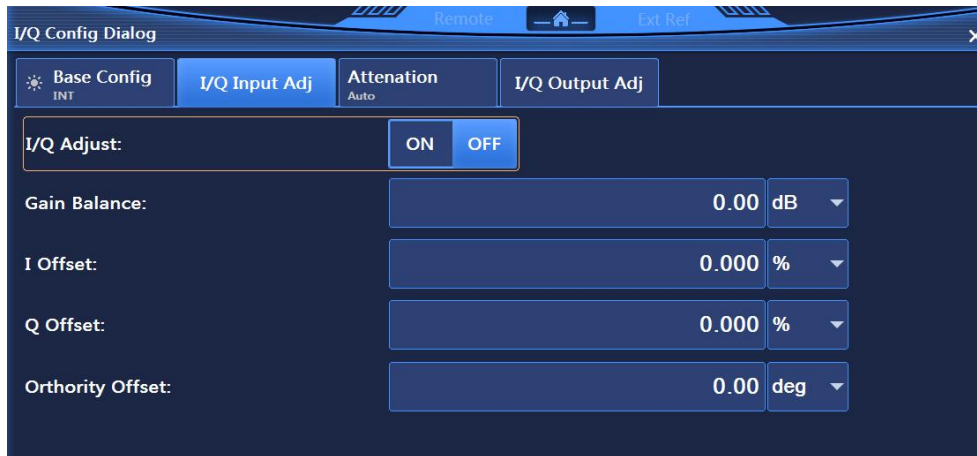 Remote
Ext Ref
I/Q Config Dialog
Base Config
INT
I/Q Input Adj
Attenation
Auto
I/Q Output Adj
I/Q Adjust:
ON OFF
Gain Balance:
0.00 dB
I Offset:
0.000 %
Q Offset:
0.000 %
Orthority Offset:
0.00 deg